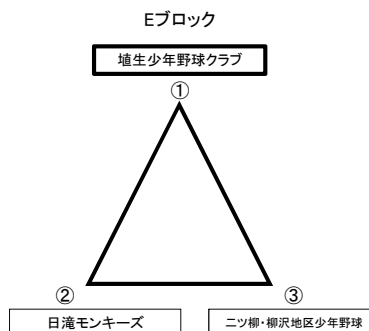 Eブロック
埴生少年野球クラブ
①
②
③
日滝モンキーズ
二ツ柳・柳沢地区少年野球